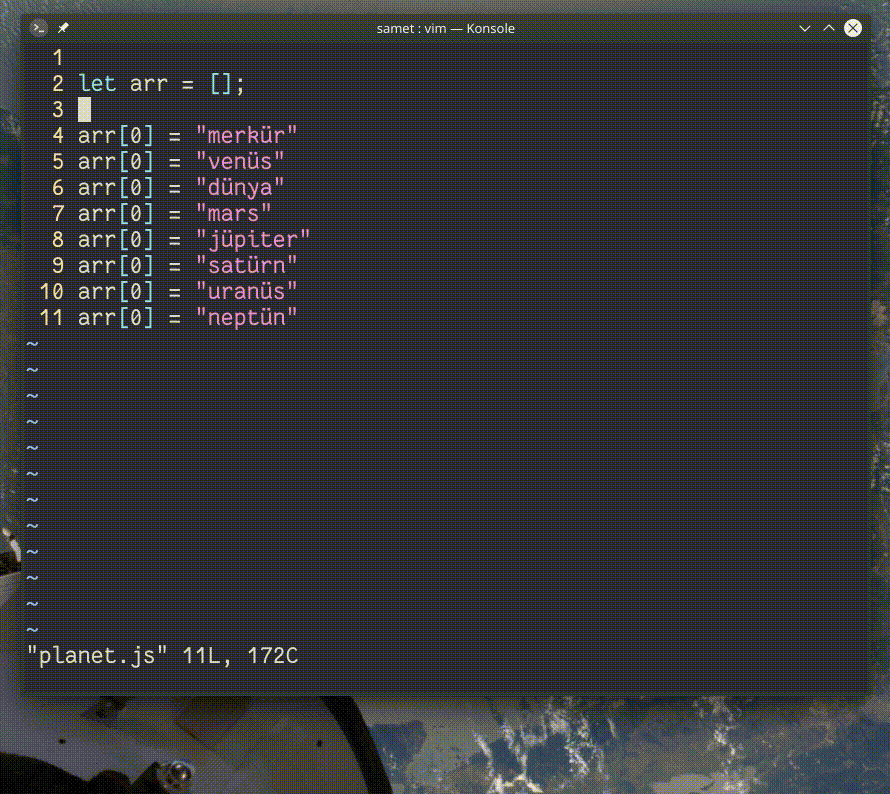 samet : vim — Konsole
1
2 let arr = [];
3
4 arr[0] = "merkür"
5 arr[0] = "venüs"
6 arr[0] = "dünya"
7 arr[0] = "mars"
8 arr[0] = "jüpiter"
9 arr[0] = "satürn"
10 arr[0] = "uranüs"
11 arr[0] = "neptün"
~
~
~
~
~
~
~
~
~
~
~
~
"planet.js" 11L, 172C